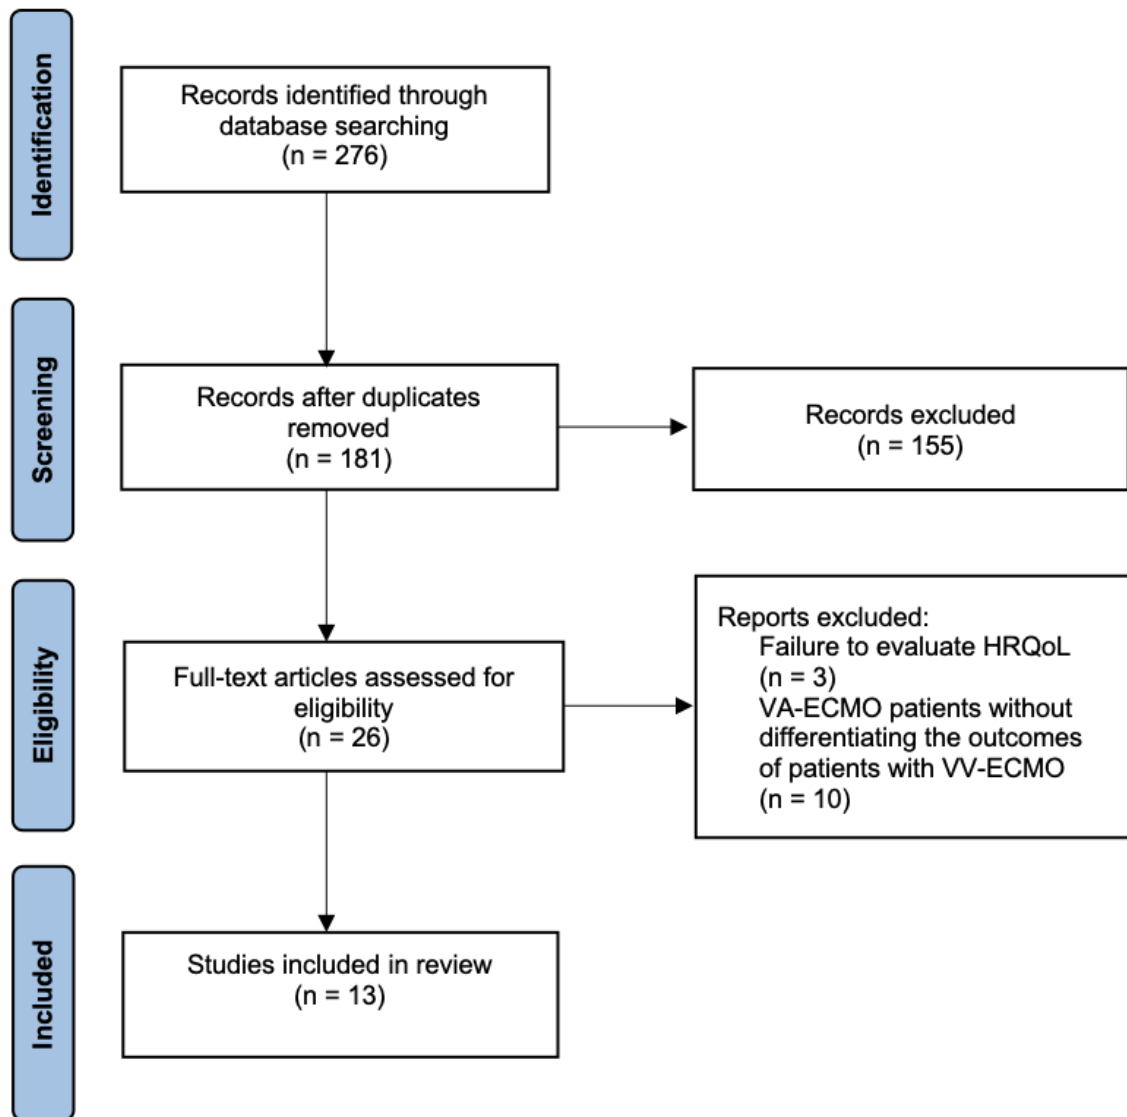 Identification
Records identified through
database searching
(n = 276)
Screening
Records after duplicates
removed
(n = 181)
Records excluded
(n = 155)
Eligibility
Full-text articles assessed for
eligibility
(n = 26)
Reports excluded:
Failure to evaluate HRQoL
(n = 3)
VA-ECMO patients without
differentiating the outcomes
of patients with VV-ECMO
(n = 10)
Included
Studies included in review
(n = 13)